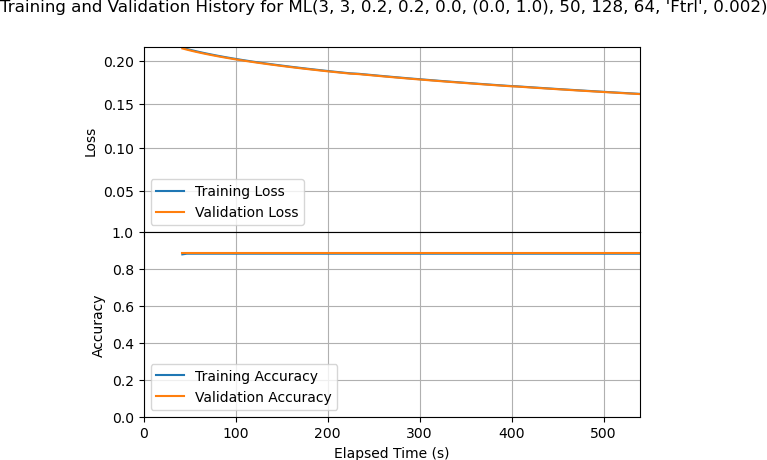 Training and Validation History for ML(3, 3, 0.2, 0.2, 0.0, (0.0, 1.0), 50, 128, 64, 'Ftrl', 0.002)
0.20
0.15
0.10
0.05
Loss
Training Loss
Validation Loss
1.0
0.8
0.6
0.4
0.2
0.0
Accuracy
Training Accuracy
Validation Accuracy
0 100 200 300 400 500
Elapsed Time (s)